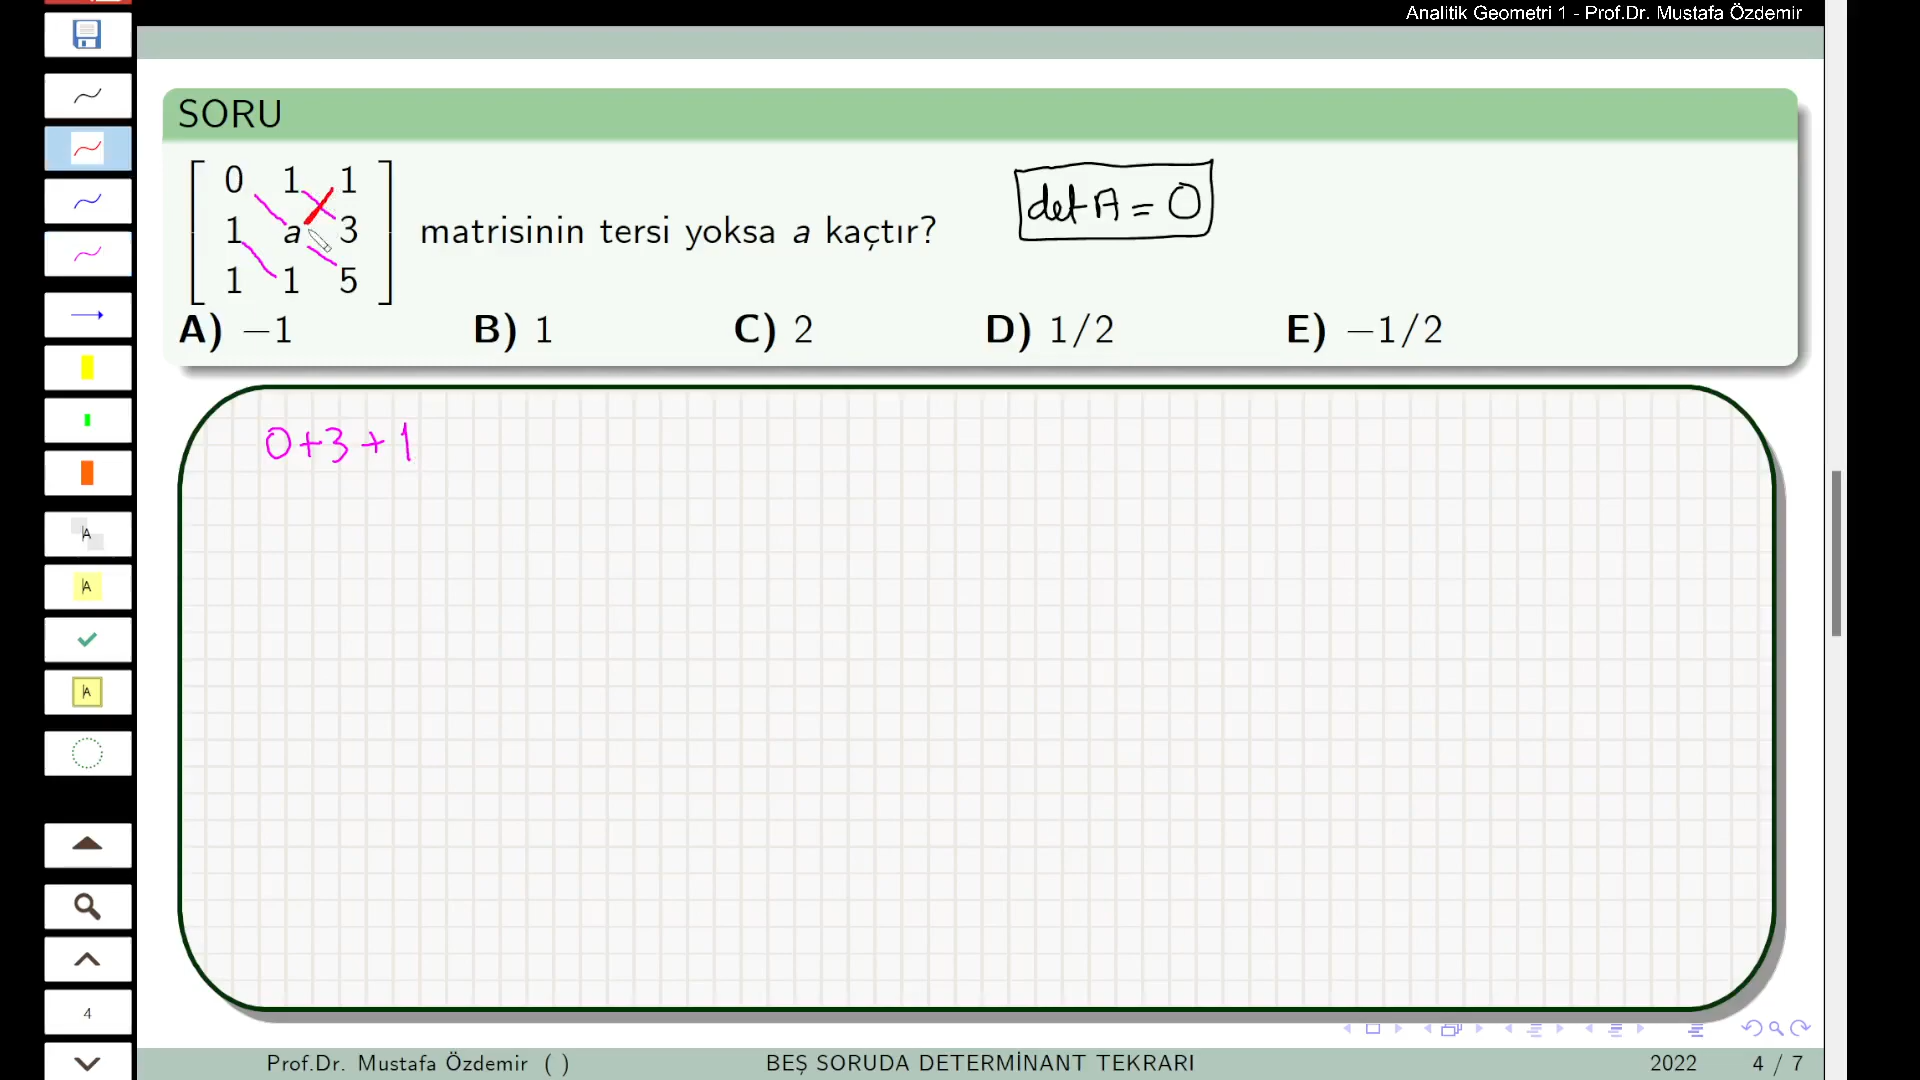 Analitik Geometri 1 - Prof.Dr. Mustafa Özdemir
SORU
0 1 1
1 a 3
1 1 5
matrisinin tersi yoksa a kaçtır?
det A = 0
A) −1 B) 1 C) 2 D) 1/2 E) −1/2
0+3+1
A
A
A
4
Prof.Dr. Mustafa Özdemir ( ) BEŞ SORUDA DETERMİNANT TEKRARI 2022 4 / 7